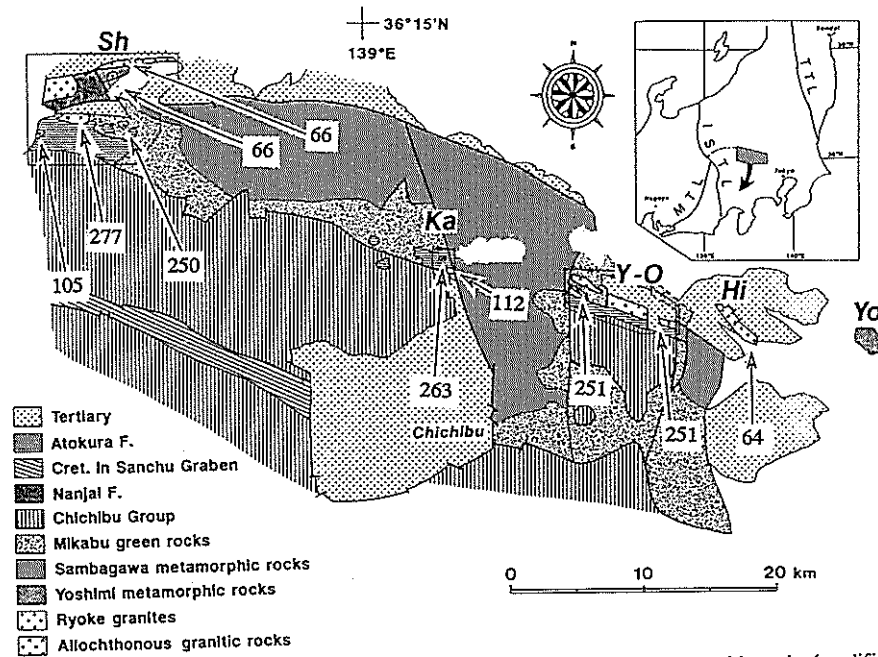 36°15'N
139°E
Sh
66
66
277
250
105
Ka
112
263
Y-O
251
251
Hi
64
Yo
Chichibu
TTL
ISTL
MTL
Tokyo
Nagoya
N
S
Tertiary
Atokura F.
Cret. in Sanchu Graben
Nanjai F.
Chichibu Group
Mikabu green rocks
Sambagawa metamorphic rocks
Yoshimi metamorphic rocks
Ryoke granites
Allochthonous granitic rocks
0 10 20 km